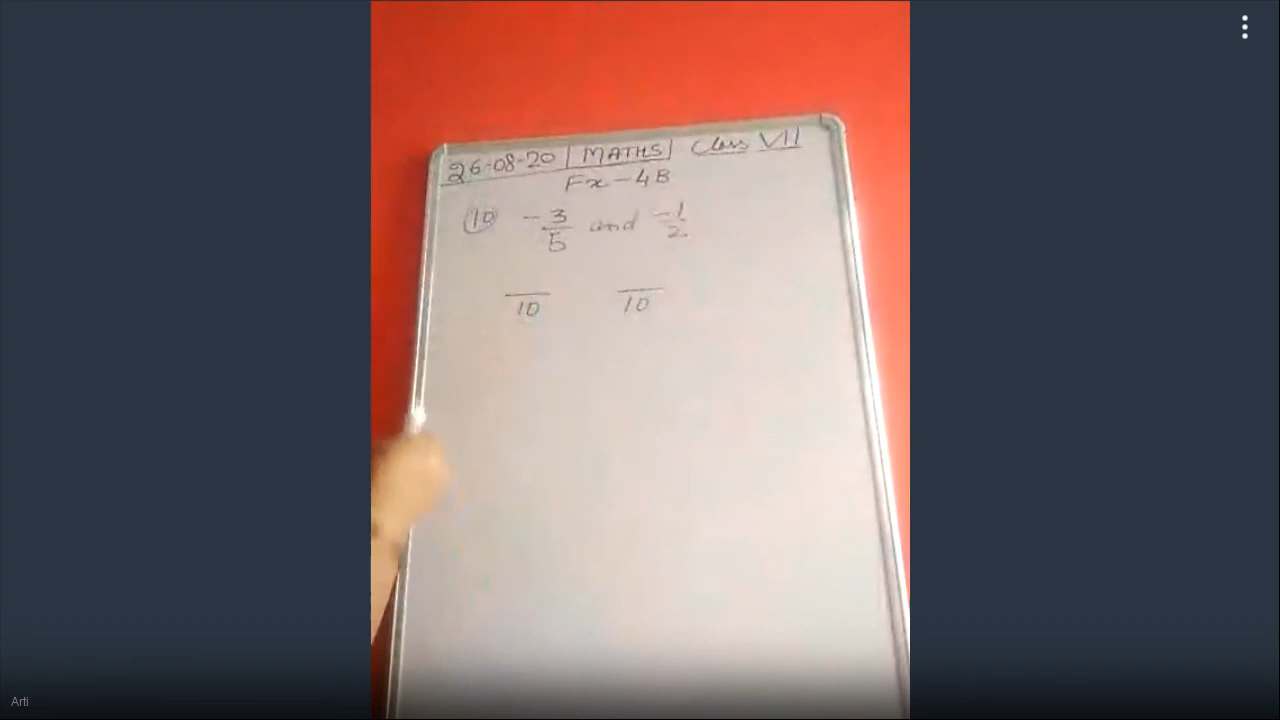 26-08-20 | MATHS | Class VII
Ex-4B
10 -3/5 and -1/2
/10 /10
Arti